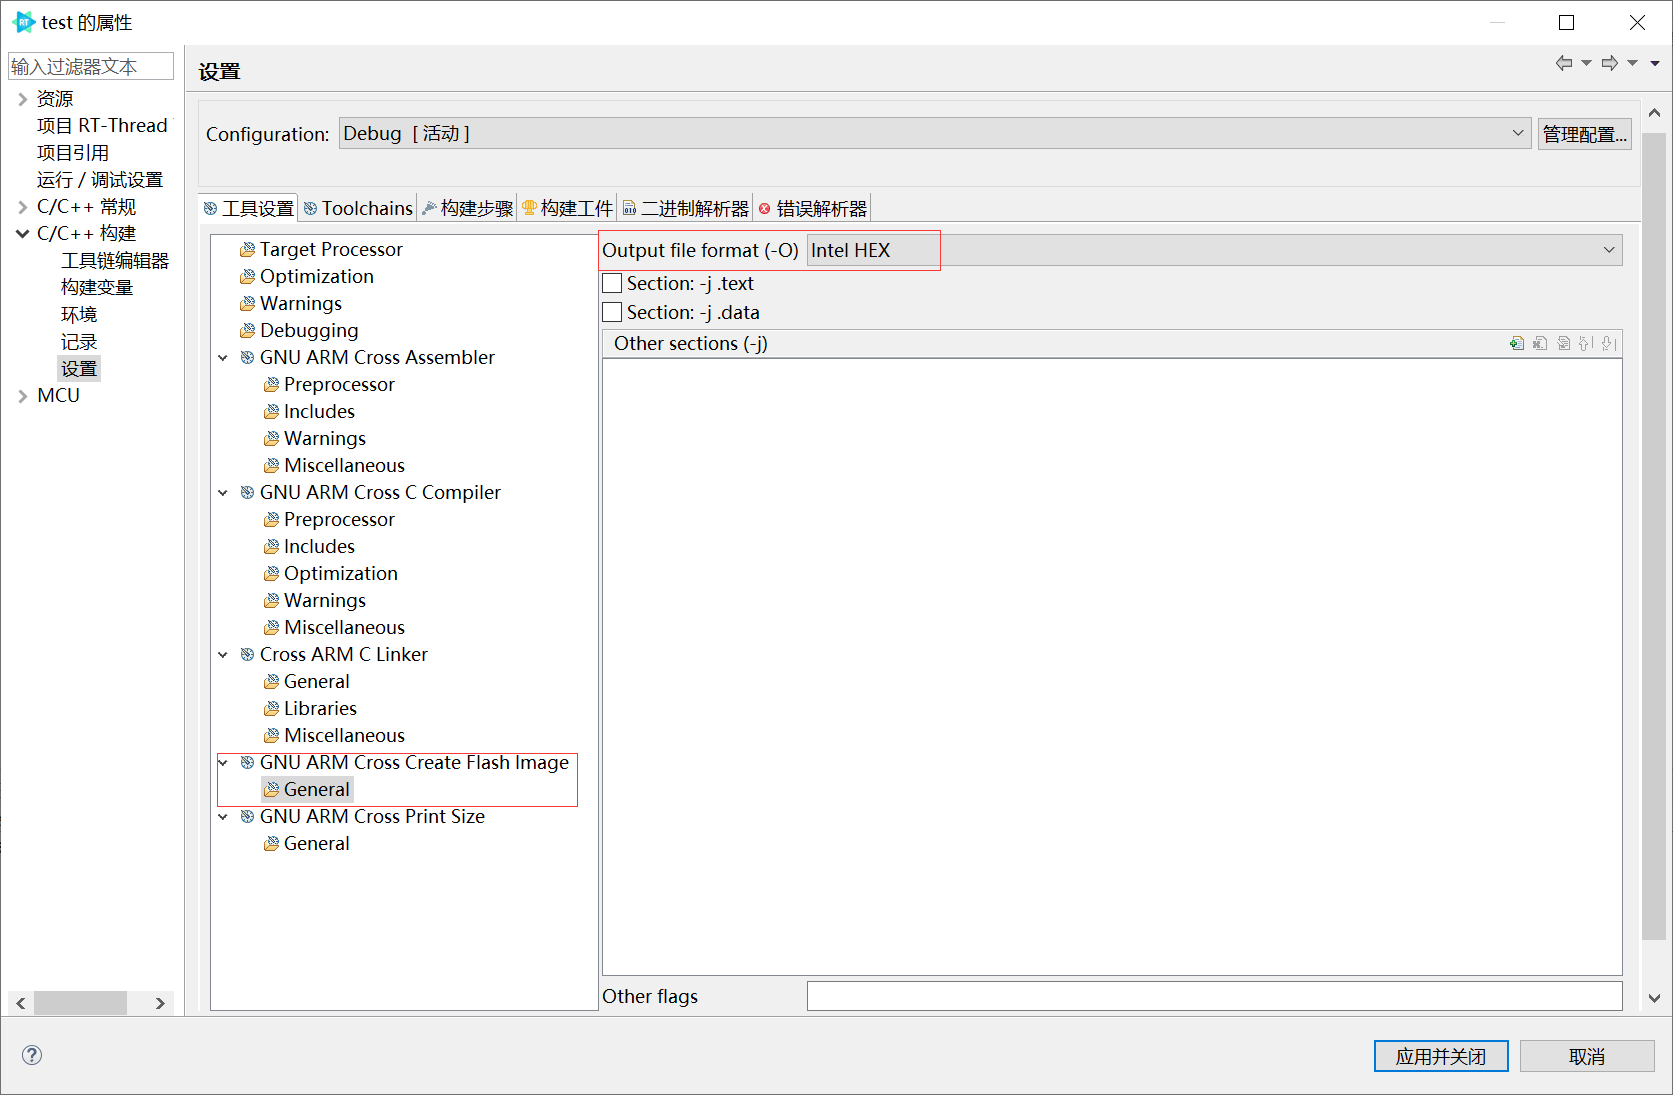 test 的属性
输入过滤器文本
资源
项目 RT-Thread
项目引用
运行 / 调试设置
C/C++ 常规
C/C++ 构建
工具链编辑器
构建变量
环境
记录
设置
MCU
设置
Configuration:
Debug [ 活动 ]
管理配置...
工具设置
Toolchains
构建步骤
构建工件
二进制解析器
错误解析器
Target Processor
Optimization
Warnings
Debugging
GNU ARM Cross Assembler
Preprocessor
Includes
Warnings
Miscellaneous
GNU ARM Cross C Compiler
Preprocessor
Includes
Optimization
Warnings
Miscellaneous
Cross ARM C Linker
General
Libraries
Miscellaneous
GNU ARM Cross Create Flash Image
General
GNU ARM Cross Print Size
General
Output file format (-O)
Intel HEX
Section: -j .text
Section: -j .data
Other sections (-j)
Other flags
应用并关闭
取消